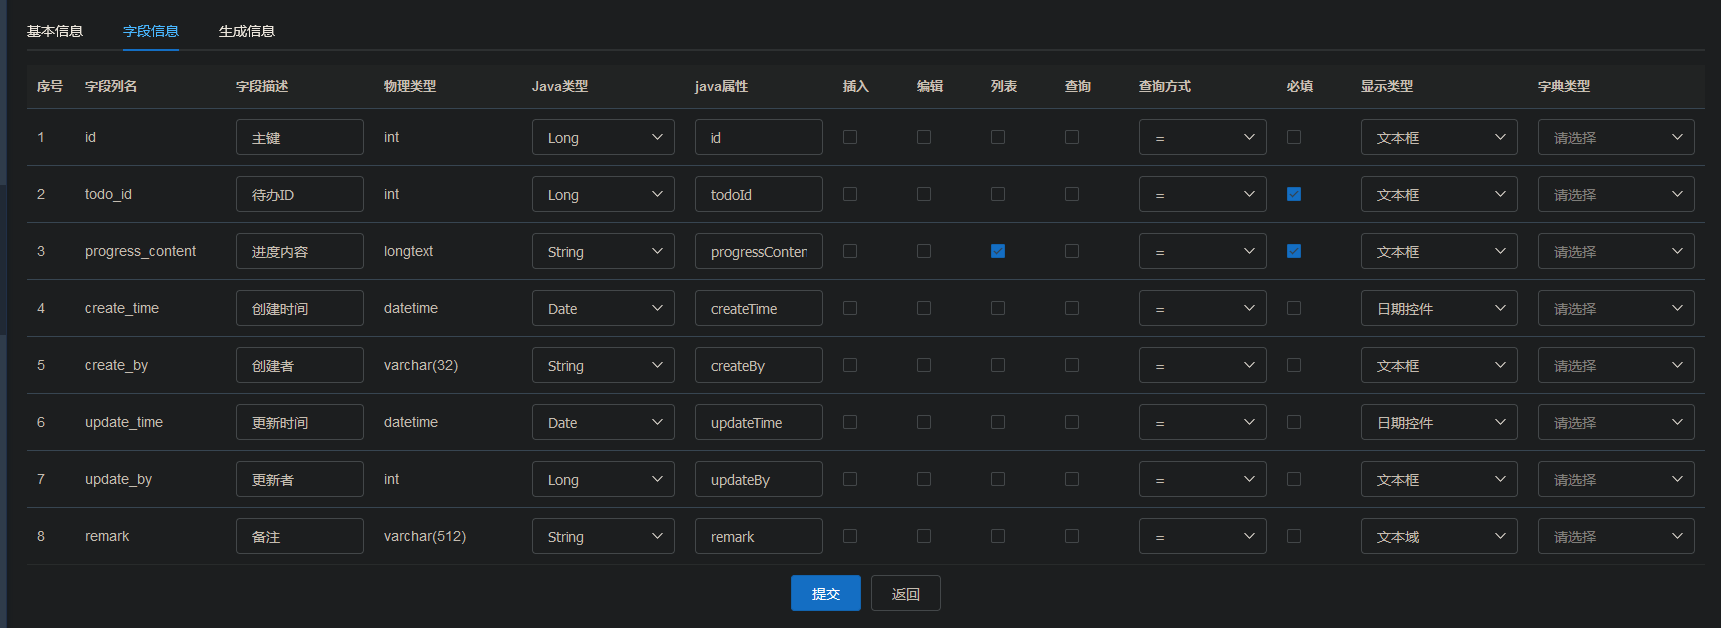 基本信息 字段信息 生成信息
序号 字段列名 字段描述 物理类型 Java类型 java属性 插入 编辑 列表 查询 查询方式 必填 显示类型 字典类型
1 id 主键 int Long id = 文本框 请选择
2 todo_id 待办ID int Long todoId = 文本框 请选择
3 progress_content 进度内容 longtext String progressConten = 文本框 请选择
4 create_time 创建时间 datetime Date createTime = 日期控件 请选择
5 create_by 创建者 varchar(32) String createBy = 文本框 请选择
6 update_time 更新时间 datetime Date updateTime = 日期控件 请选择
7 update_by 更新者 int Long updateBy = 文本框 请选择
8 remark 备注 varchar(512) String remark = 文本域 请选择
提交 返回